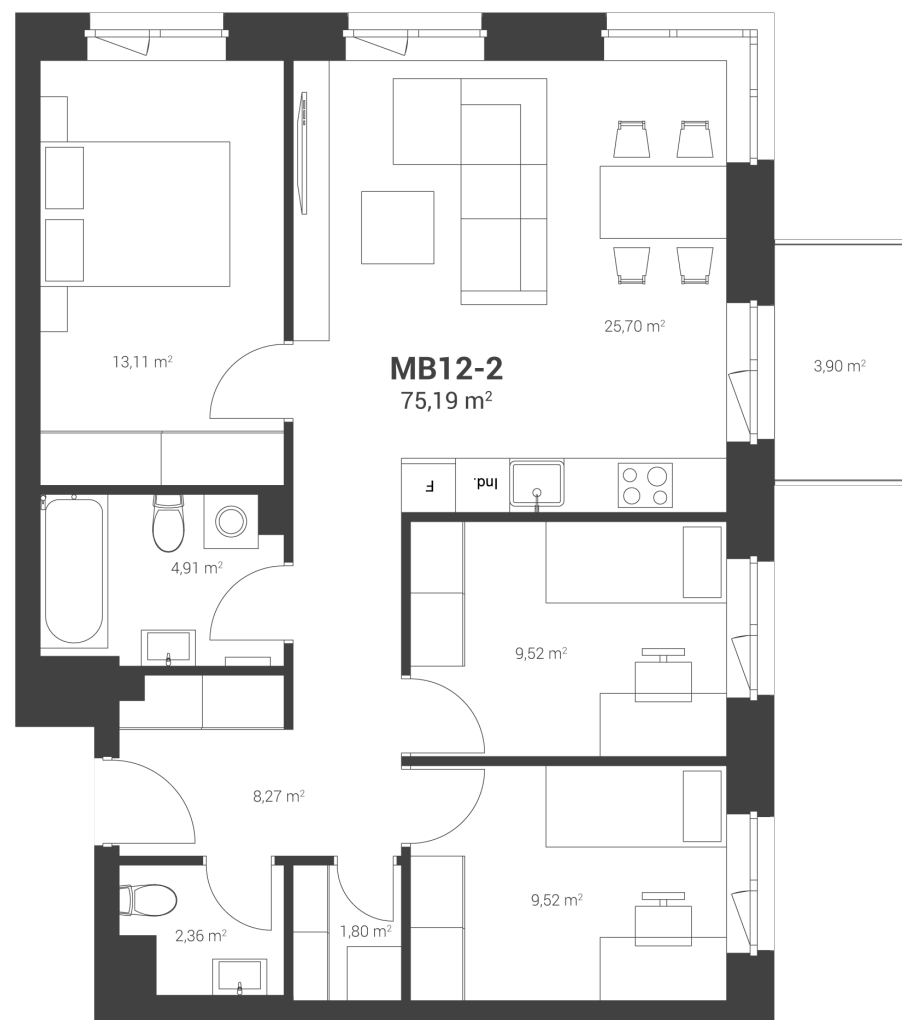 25,70 m²
13,11 m²
MB12-2
3,90 m²
75,19 m²
F
Ind.
4,91 m²
9,52 m²
8,27 m²
9,52 m²
2,36 m²
1,80 m²